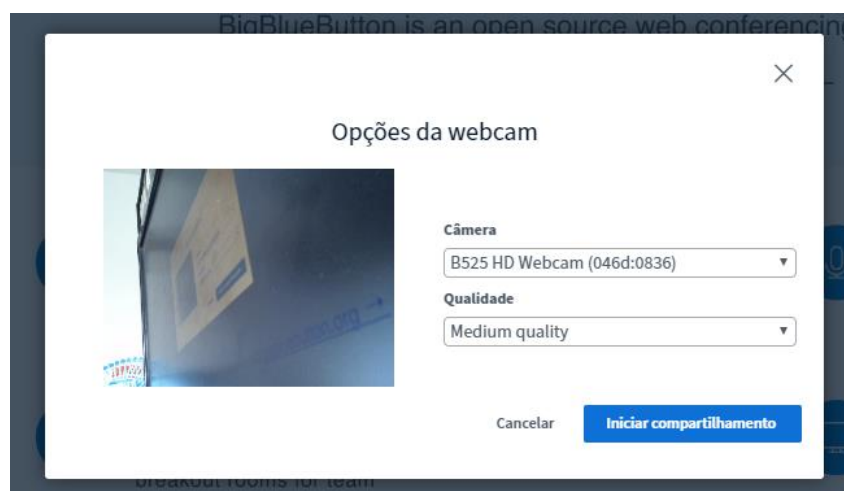 BigBlueButton is an open source web conferencing
Opções da webcam
Câmera
B525 HD Webcam (046d:0836)
Qualidade
Medium quality
Cancelar
Iniciar compartilhamento
breakout rooms for team